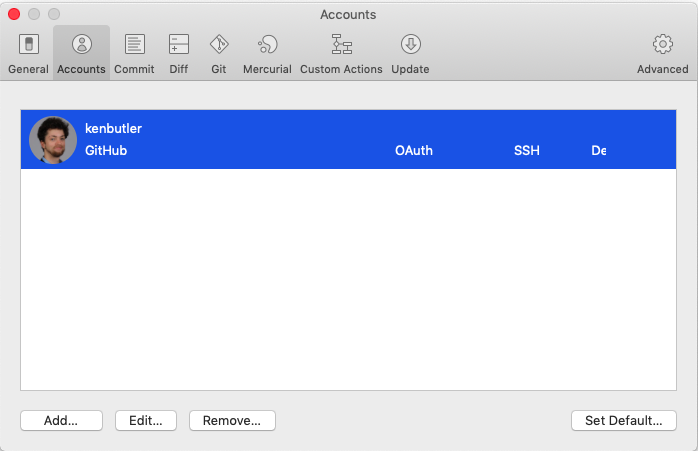 Accounts
General Accounts Commit Diff Git Mercurial Custom Actions Update Advanced
kenbutler
GitHub OAuth SSH De
Add... Edit... Remove... Set Default...